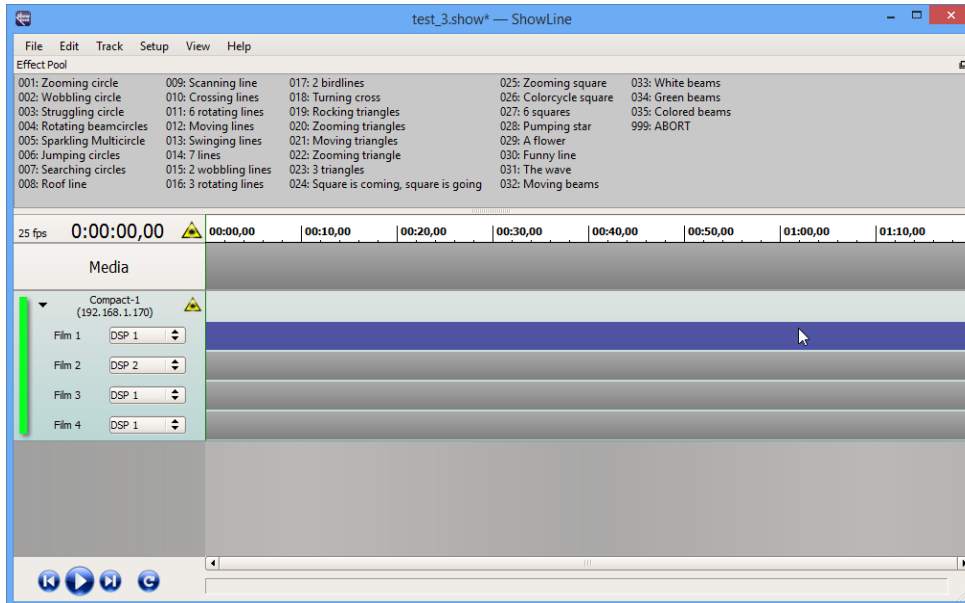 test_3.show* — ShowLine
File Edit Track Setup View Help
Effect Pool
001: Zooming circle
002: Wobbling circle
003: Struggling circle
004: Rotating beamcircles
005: Sparkling Multicircle
006: Jumping circles
007: Searching circles
008: Roof line
009: Scanning line
010: Crossing lines
011: 6 rotating lines
012: Moving lines
013: Swinging lines
014: 7 lines
015: 2 wobbling lines
016: 3 rotating lines
017: 2 birdlines
018: Turning cross
019: Rocking triangles
020: Zooming triangles
021: Moving triangles
022: Zooming triangle
023: 3 triangles
024: Square is coming, square is going
025: Zooming square
026: Colorcycle square
027: 6 squares
028: Pumping star
029: A flower
030: Funny line
031: The wave
032: Moving beams
033: White beams
034: Green beams
035: Colored beams
999: ABORT
25 fps 0:00:00,00 00:00,00 00:10,00 00:20,00 00:30,00 00:40,00 00:50,00 01:00,00 01:10,00
Media
Compact-1
(192.168.1.170)
Film 1 DSP 1
Film 2 DSP 2
Film 3 DSP 1
Film 4 DSP 1